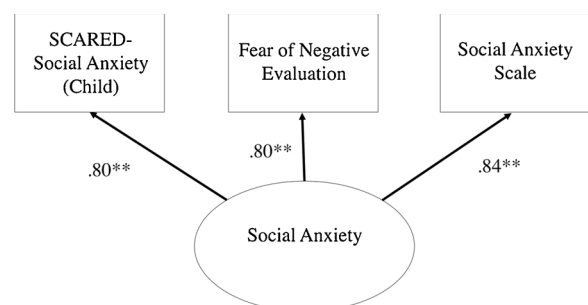 SCARED-
Social Anxiety
(Child)
Fear of Negative
Evaluation
Social Anxiety
Scale
.80**
.80**
.84**
Social Anxiety